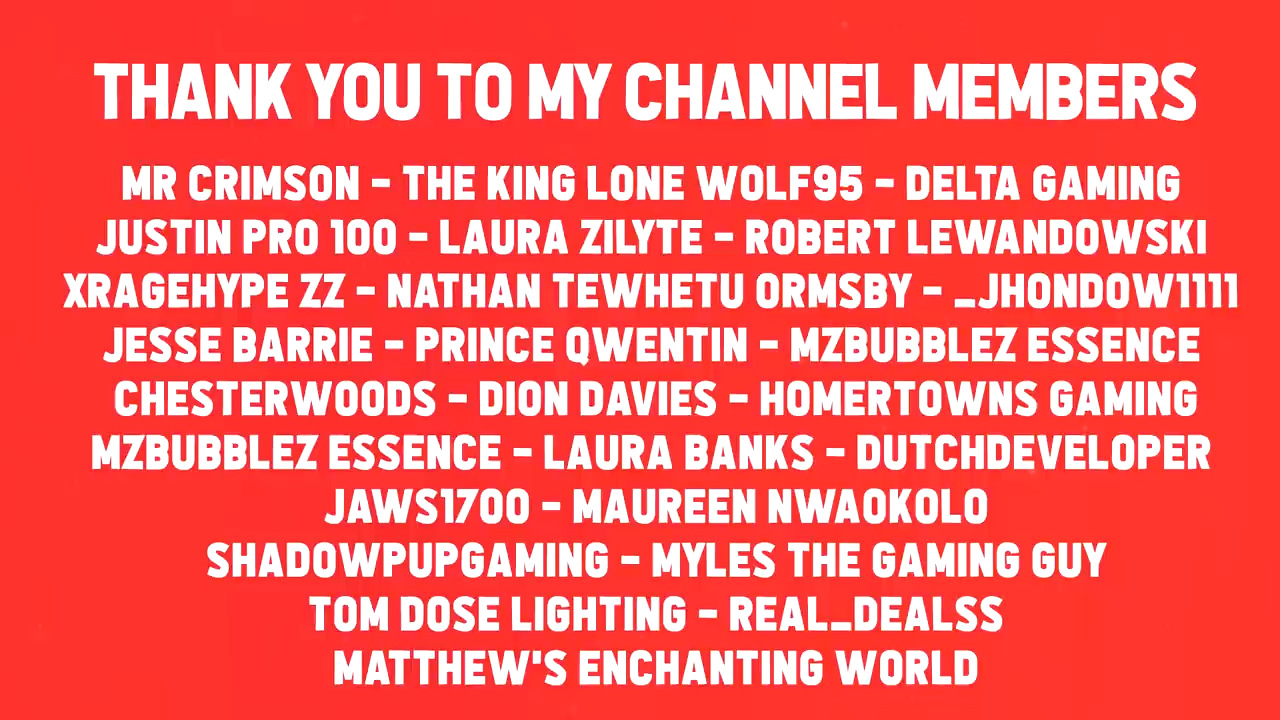 THANK YOU TO MY CHANNEL MEMBERS
MR CRIMSON - THE KING LONE WOLF95 - DELTA GAMING
JUSTIN PRO 100 - LAURA ZILYTE - ROBERT LEWANDOWSKI
XRAGEHYPE ZZ - NATHAN TEWHETU ORMSBY - _JHONDOW1111
JESSE BARRIE - PRINCE QWENTIN - MZBUBBLEZ ESSENCE
CHESTERWOODS - DION DAVIES - HOMERTOWNS GAMING
MZBUBBLEZ ESSENCE - LAURA BANKS - DUTCHDEVELOPER
JAWS1700 - MAUREEN NWAOKOLO
SHADOWPUPGAMING - MYLES THE GAMING GUY
TOM DOSE LIGHTING - REAL_DEALSS
MATTHEW'S ENCHANTING WORLD